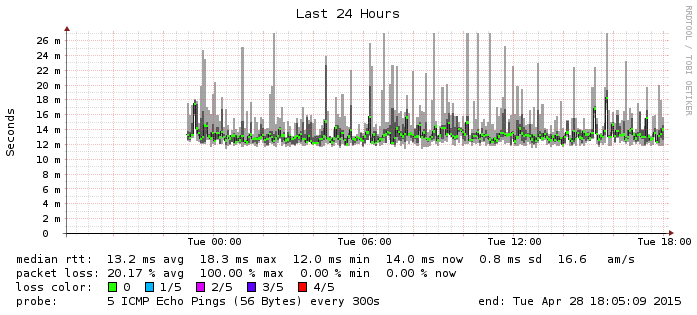 Last 24 Hours
RRDTOOL / TOBI OETIKER
Seconds
26 m
24 m
22 m
20 m
18 m
16 m
14 m
12 m
10 m
8 m
6 m
4 m
2 m
0
Tue 00:00 Tue 06:00 Tue 12:00 Tue 18:00
median rtt: 13.2 ms avg 18.3 ms max 12.0 ms min 14.0 ms now 0.8 ms sd 16.6 am/s
packet loss: 20.17 % avg 100.00 % max 0.00 % min 0.00 % now
loss color: 0 1/5 2/5 3/5 4/5
probe: 5 ICMP Echo Pings (56 Bytes) every 300s end: Tue Apr 28 18:05:09 2015